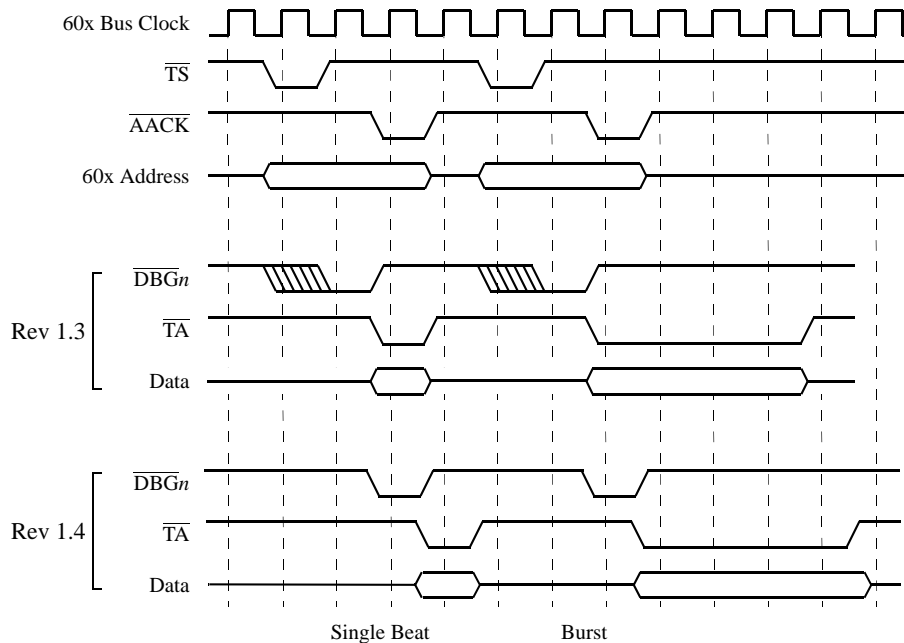 60x Bus Clock
TS
AACK
60x Address
DBGn
Rev 1.3
TA
Data
DBGn
Rev 1.4
TA
Data
Single Beat Burst